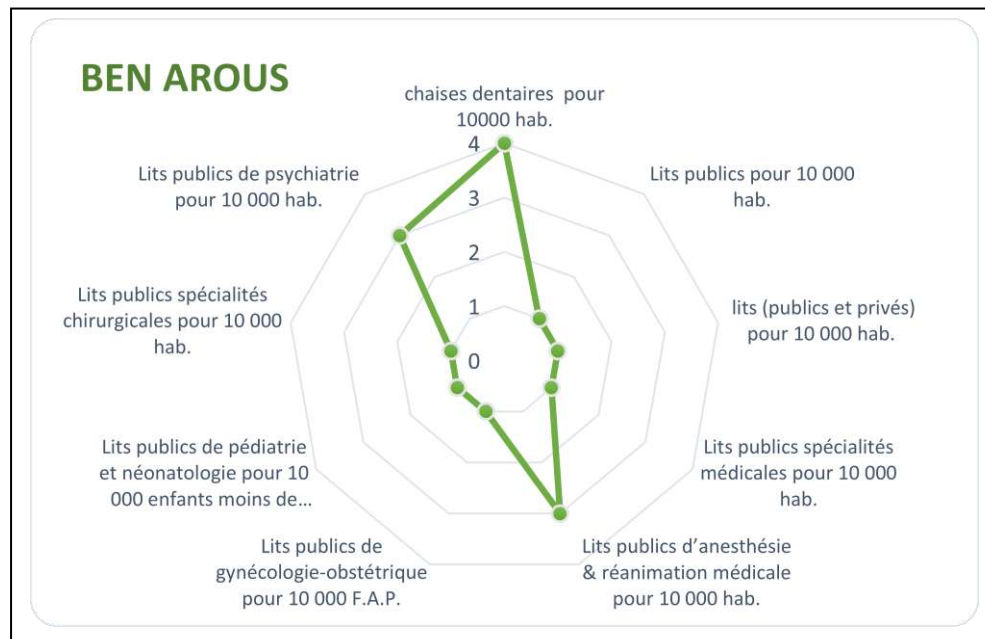 BEN AROUS
chaises dentaires pour
10000 hab.
4
3
2
1
0
Lits publics pour 10 000
hab.
lits (publics et privés)
pour 10 000 hab.
Lits publics spécialités
médicales pour 10 000
hab.
Lits publics d’anesthésie
& réanimation médicale
pour 10 000 hab.
Lits publics de
gynécologie-obstétrique
pour 10 000 F.A.P.
Lits publics de pédiatrie
et néonatologie pour 10
000 enfants moins de…
Lits publics spécialités
chirurgicales pour 10 000
hab.
Lits publics de psychiatrie
pour 10 000 hab.